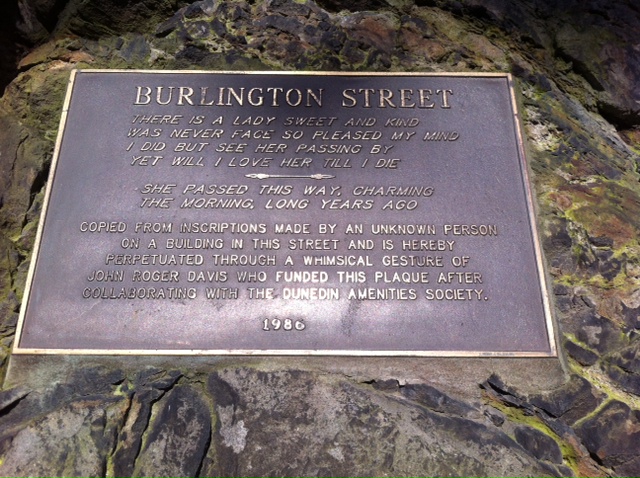 BURLINGTON STREET
THERE IS A LADY SWEET AND KIND
WAS NEVER FACE SO PLEASED MY MIND
I DID BUT SEE HER PASSING BY
YET WILL I LOVE HER TILL I DIE
SHE PASSED THIS WAY, CHARMING
THE MORNING, LONG YEARS AGO
COPIED FROM INSCRIPTIONS MADE BY AN UNKNOWN PERSON
ON A BUILDING IN THIS STREET AND IS HEREBY
PERPETUATED THROUGH A WHIMSICAL GESTURE OF
JOHN ROGER DAVIS WHO FUNDED THIS PLAQUE AFTER
COLLABORATING WITH THE DUNEDIN AMENITIES SOCIETY.
1986